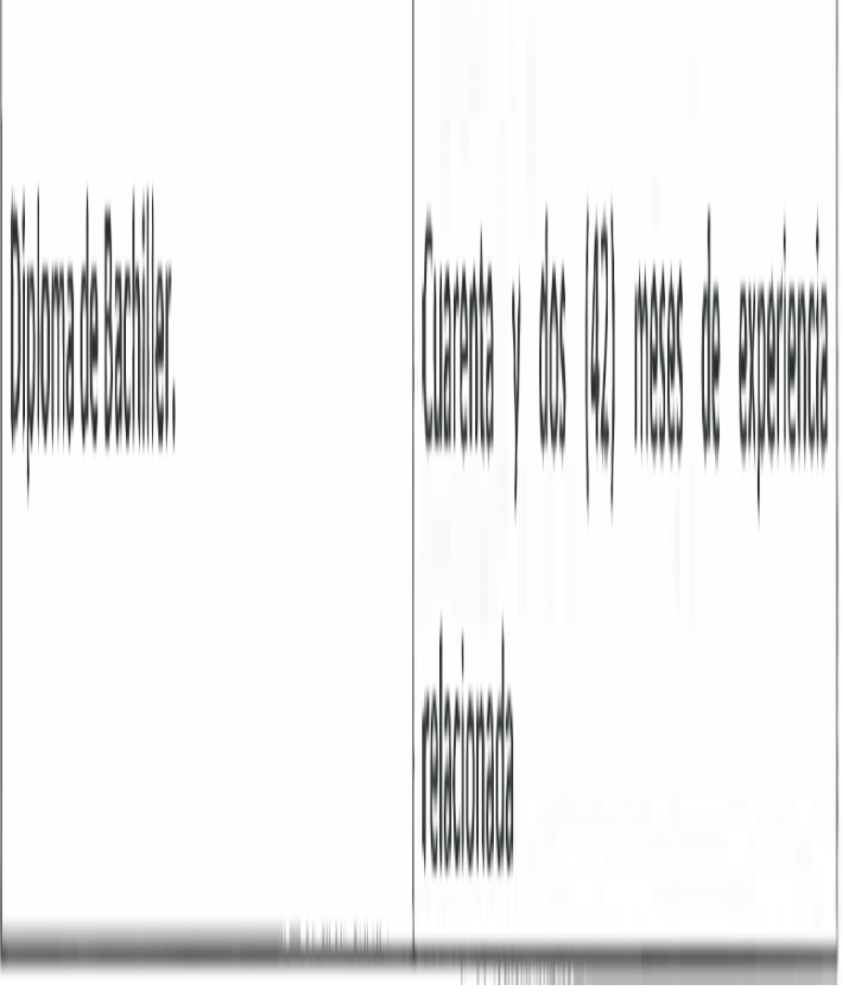 Diploma de Bachiller.
Cuarenta y dos (42) meses de experiencia
relacionada